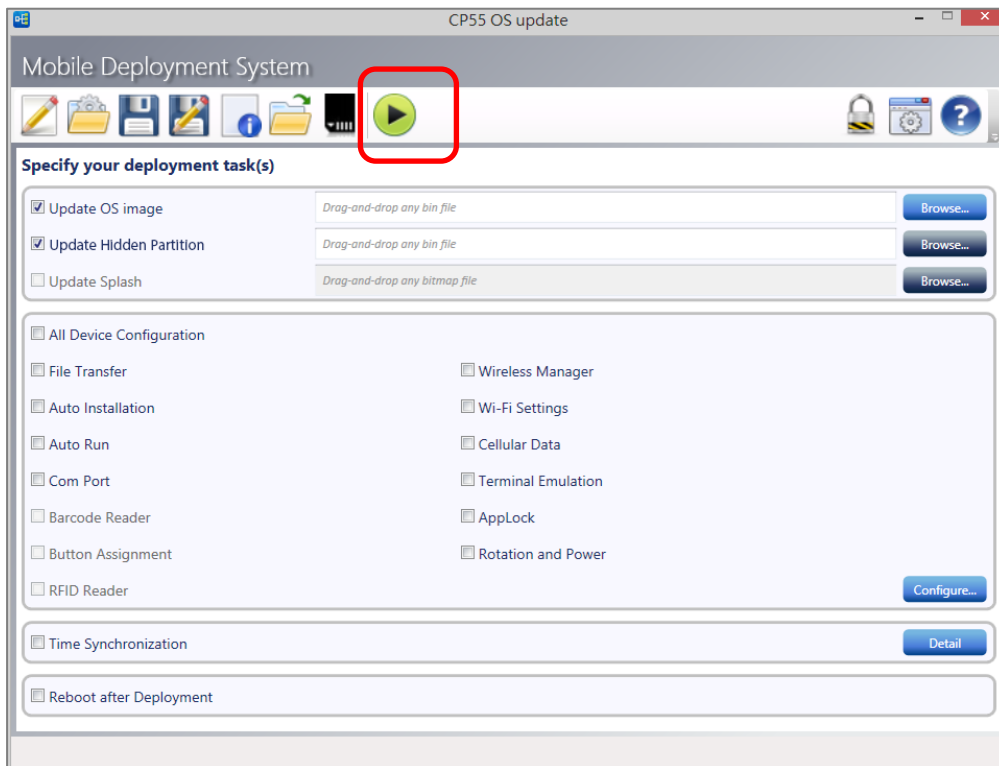 CP55 OS update
Mobile Deployment System
Specify your deployment task(s)
Update OS image
Drag-and-drop any bin file
Browse...
Update Hidden Partition
Drag-and-drop any bin file
Browse...
Update Splash
Drag-and-drop any bitmap file
Browse...
All Device Configuration
File Transfer
Wireless Manager
Auto Installation
Wi-Fi Settings
Auto Run
Cellular Data
Com Port
Terminal Emulation
Barcode Reader
AppLock
Button Assignment
Rotation and Power
RFID Reader
Configure...
Time Synchronization
Detail
Reboot after Deployment